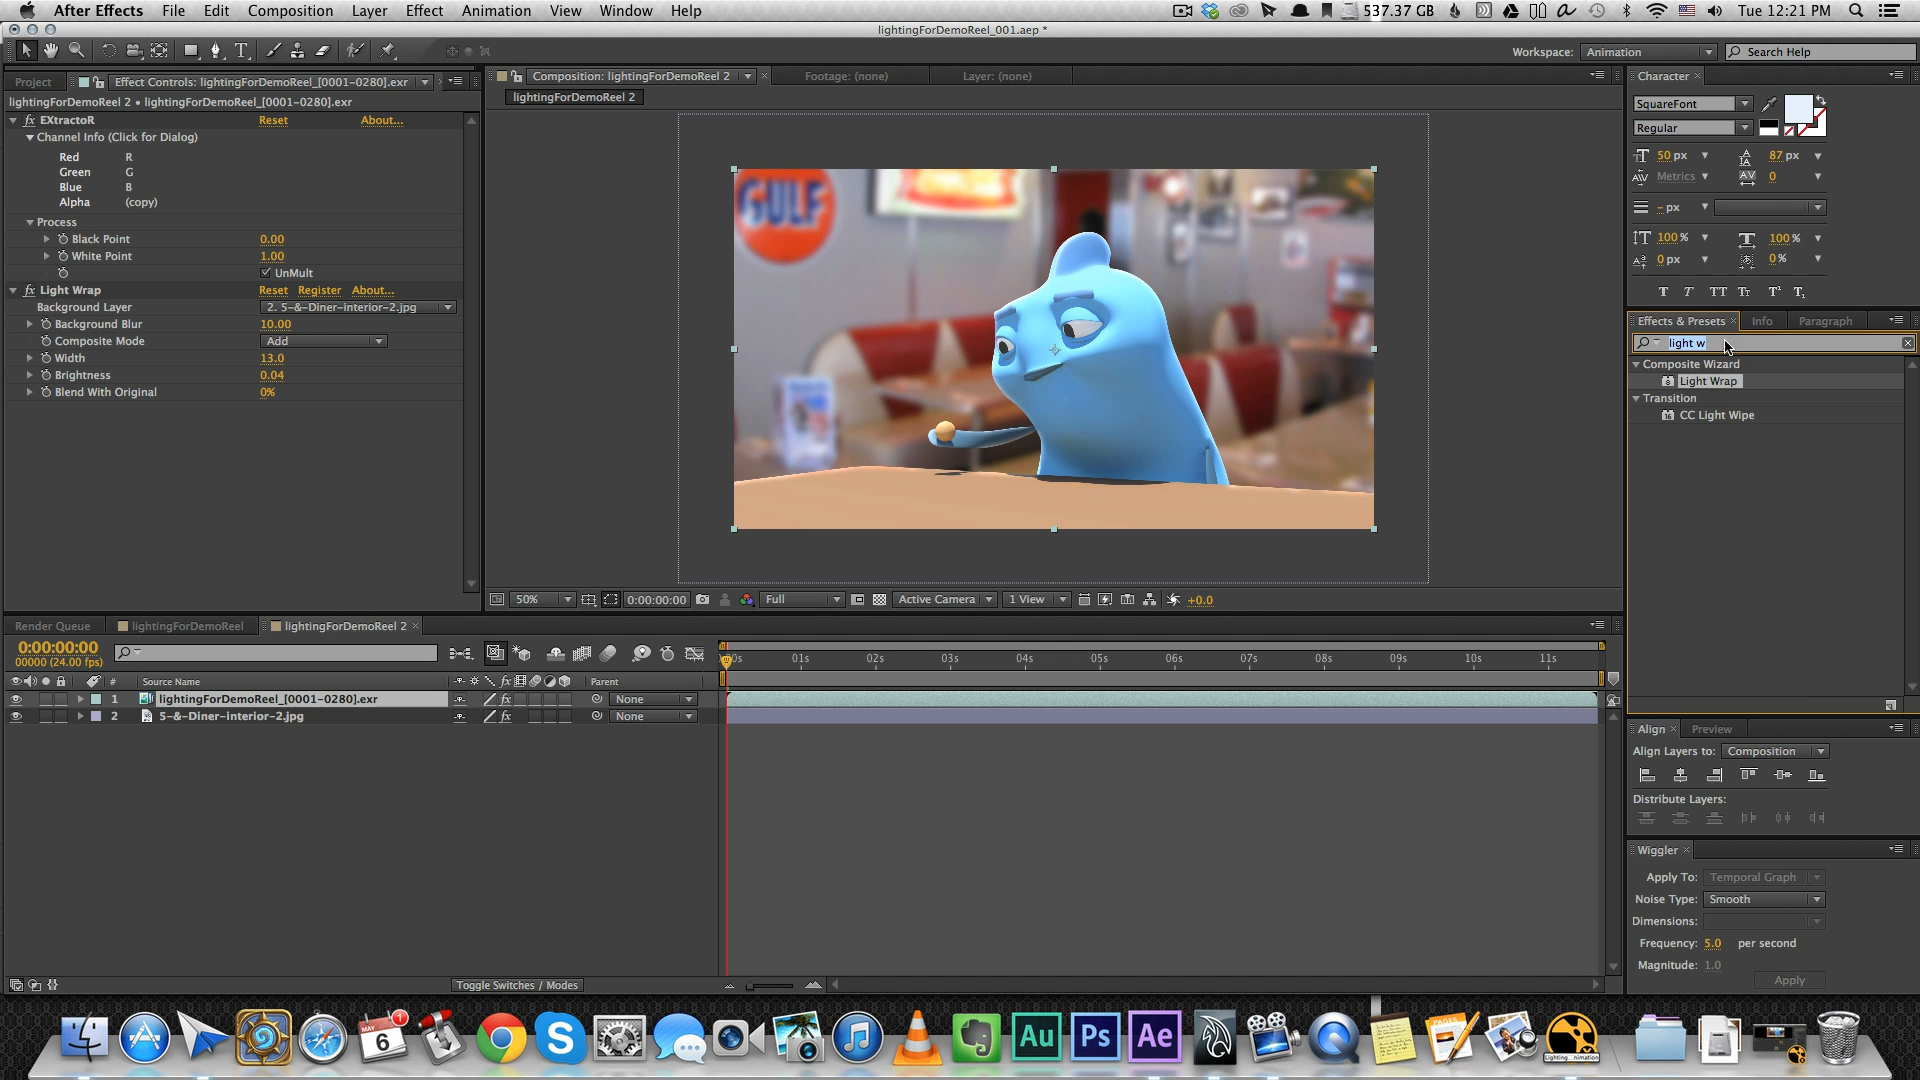 After Effects File Edit Composition Layer Effect Animation View Window Help 537.37 GB Tue 12:21 PM
lightingForDemoReel_001.aep *
Workspace: Animation Search Help
Project Effect Controls: lightingForDemoReel_[0001-0280].exr
lightingForDemoReel 2 • lightingForDemoReel_[0001-0280].exr
fx EXtractoR Reset About...
Channel Info (Click for Dialog)
Red R
Green G
Blue B
Alpha (copy)
Process
Black Point 0.00
White Point 1.00
UnMult
fx Light Wrap Reset Register About...
Background Layer 2. 5-&-Diner-interior-2.jpg
Background Blur 10.00
Composite Mode Add
Width 13.0
Brightness 0.04
Blend With Original 0%
Composition: lightingForDemoReel 2 Footage: (none) Layer: (none)
lightingForDemoReel 2
GULF
50% 0:00:00:00 Full Active Camera 1 View +0.0
Character
SquareFont
Regular
50 px 87 px
Metrics 0
- px
100 % 100 %
0 px 0 %
T T TT Tr T¹ T₁
Effects & Presets Info Paragraph
light w
Composite Wizard
Light Wrap
Transition
CC Light Wipe
Align Preview
Align Layers to: Composition
Distribute Layers:
Wiggler
Apply To: Temporal Graph
Noise Type: Smooth
Dimensions:
Frequency: 5.0 per second
Magnitude: 1.0
Apply
Render Queue lightingForDemoReel lightingForDemoReel 2
0:00:00:00
00000 (24.00 fps)
00s 01s 02s 03s 04s 05s 06s 07s 08s 09s 10s 11s
# Source Name fx Parent
1 lightingForDemoReel_[0001-0280].exr fx None
2 5-&-Diner-interior-2.jpg fx None
Toggle Switches / Modes
MAY 6 1
Au Ps Ae
PAGES